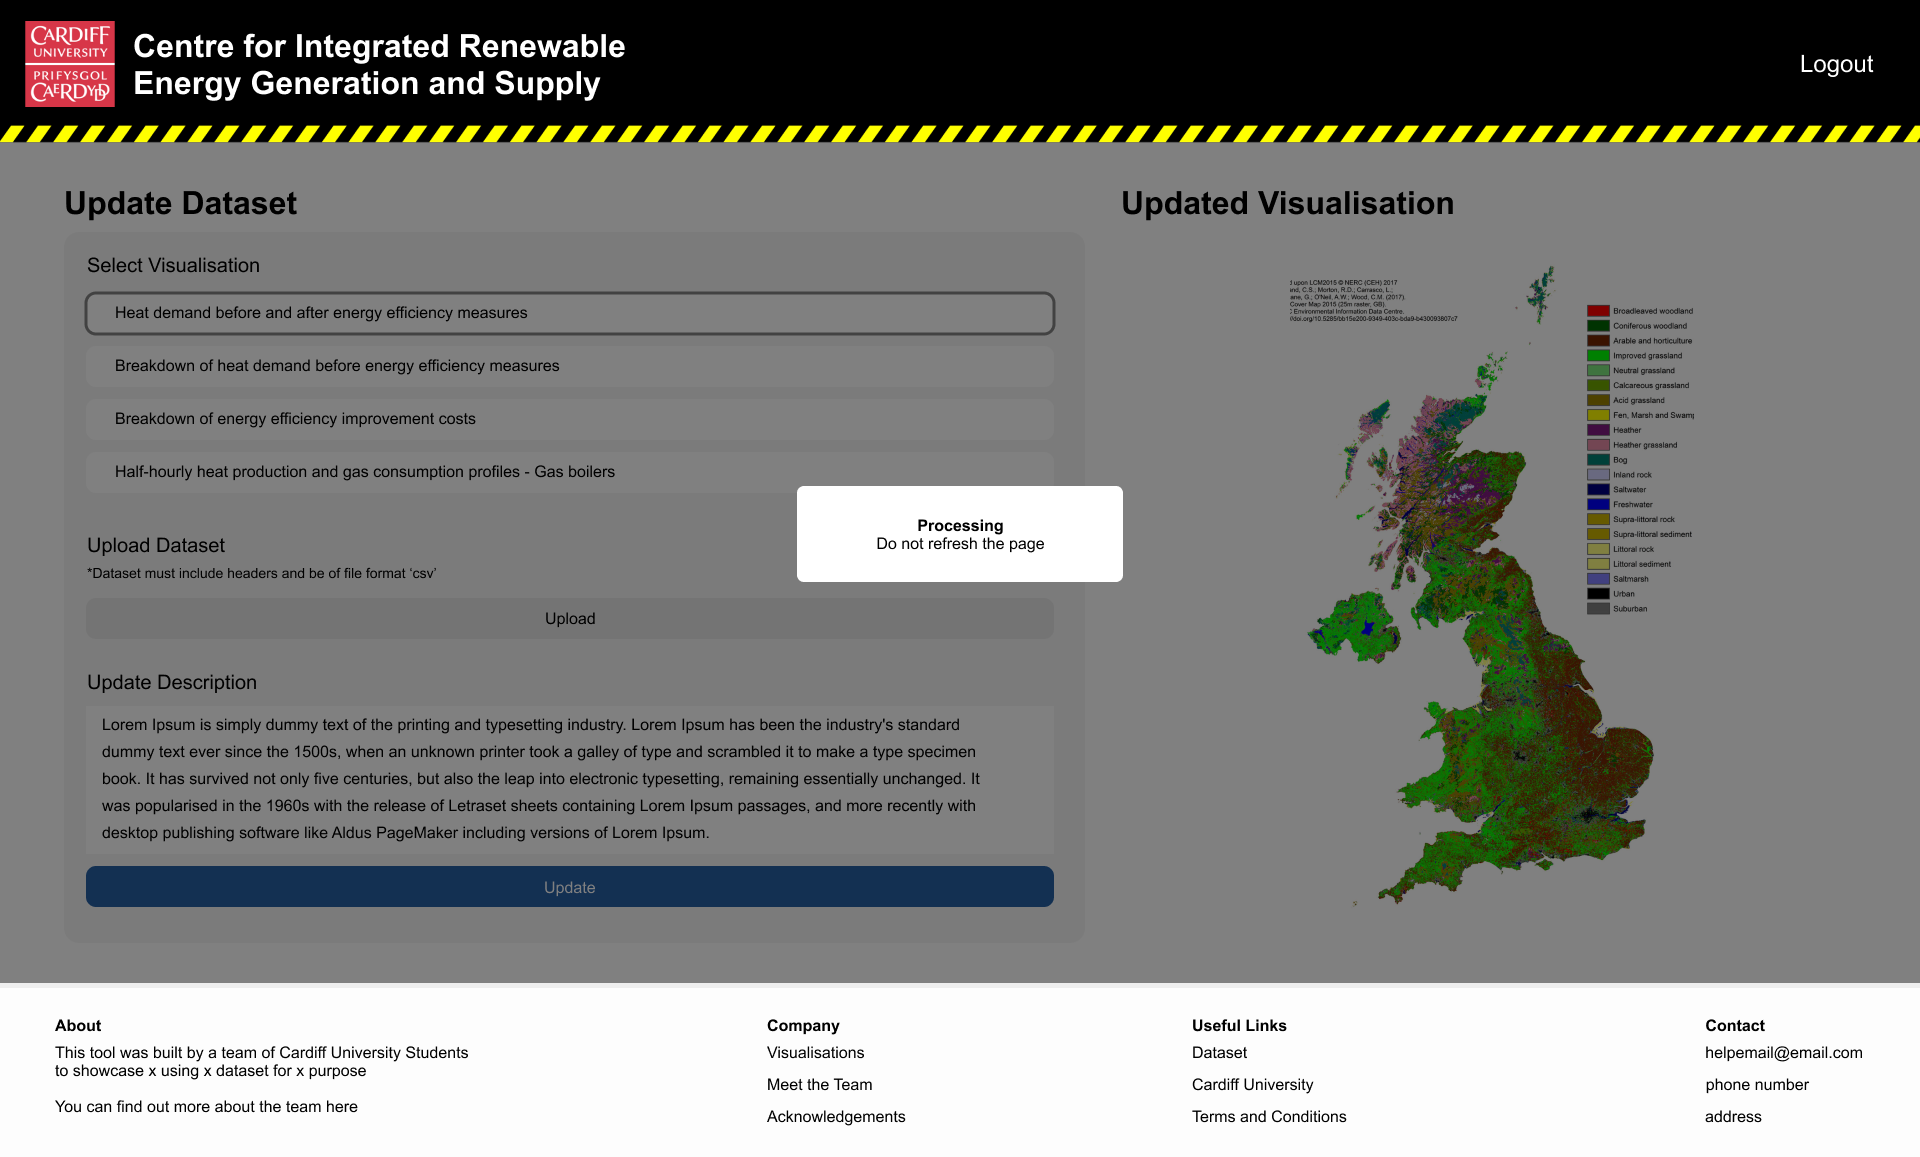 CARDIFF
UNIVERSITY
PRIFYSGOL
CAERDYDD
Centre for Integrated Renewable
Energy Generation and Supply
Logout
Update Dataset
Select Visualisation
Heat demand before and after energy efficiency measures
Breakdown of heat demand before energy efficiency measures
Breakdown of energy efficiency improvement costs
Half-hourly heat production and gas consumption profiles - Gas boilers
Upload Dataset
*Dataset must include headers and be of file format ‘csv’
Upload
Update Description
Lorem Ipsum is simply dummy text of the printing and typesetting industry. Lorem Ipsum has been the industry's standard
dummy text ever since the 1500s, when an unknown printer took a galley of type and scrambled it to make a type specimen
book. It has survived not only five centuries, but also the leap into electronic typesetting, remaining essentially unchanged. It
was popularised in the 1960s with the release of Letraset sheets containing Lorem Ipsum passages, and more recently with
desktop publishing software like Aldus PageMaker including versions of Lorem Ipsum.
Update
Processing
Do not refresh the page
Updated Visualisation
upon LCM2015 © NERC (CEH) 2017
C.S.; Morton, R.D.; Carrasco, L.;
G.; O'Neil, A.W.; Wood, C.M. (2017).
Cover Map 2015 (25m raster, GB).
Environmental Information Data Centre.
/doi.org/10.5285/bb15e200-9349-403c-bda9-b430093807c7
Broadleaved woodland
Coniferous woodland
Arable and horticulture
Improved grassland
Neutral grassland
Calcareous grassland
Acid grassland
Fen, Marsh and Swamp
Heather
Heather grassland
Bog
Inland rock
Saltwater
Freshwater
Supra-littoral rock
Supra-littoral sediment
Littoral rock
Littoral sediment
Saltmarsh
Urban
Suburban
About
This tool was built by a team of Cardiff University Students
to showcase x using x dataset for x purpose
You can find out more about the team here
Company
Visualisations
Meet the Team
Acknowledgements
Useful Links
Dataset
Cardiff University
Terms and Conditions
Contact
helpemail@email.com
phone number
address